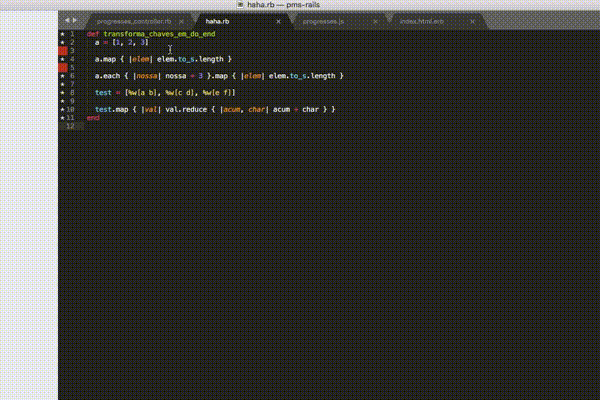 haha.rb — pms-rails
progresses_controller.rb × haha.rb × progresses.js × index.html.erb ×
1 def transforma_chaves_em_do_end
2 a = [1, 2, 3]
3
4 a.map { |elem| elem.to_s.length }
5
6 a.each { |nossa| nossa + 3 }.map { |elem| elem.to_s.length }
7
8 test = [%w[a b], %w[c d], %w[e f]]
9
10 test.map { |val| val.reduce { |acum, char| acum + char } }
11 end
12